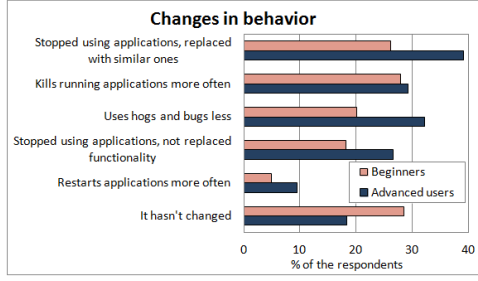 Changes in behavior
Stopped using applications, replaced
with similar ones
Kills running applications more often
Uses hogs and bugs less
Stopped using applications, not replaced
functionality
Restarts applications more often
It hasn't changed
Beginners
Advanced users
0 10 20 30 40
% of the respondents